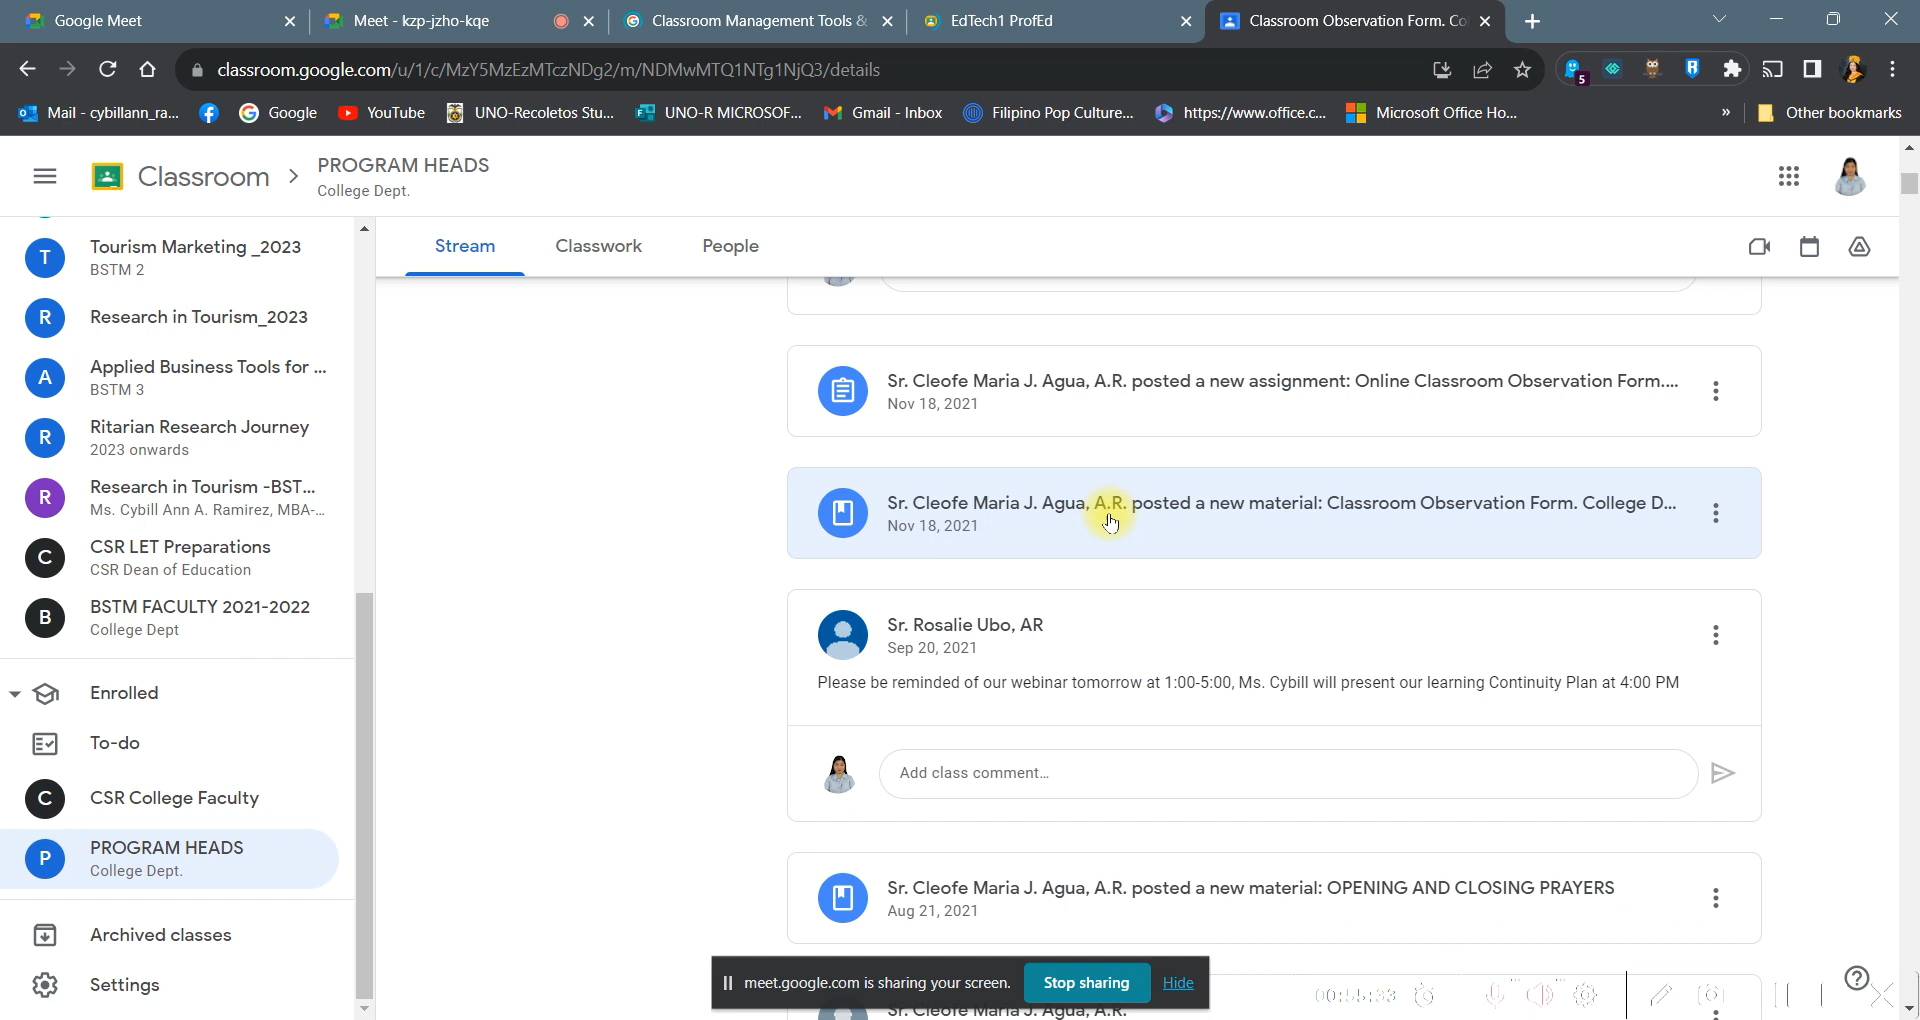 Google Meet
Meet - kzp-jzho-kqe
Classroom Management Tools &
EdTech1 ProfEd
Classroom Observation Form. Co
classroom.google.com/u/1/c/MzY5MzEzMTczNDg2/m/NDMwMTQ1NTg1NjQ3/details
5
Mail - cybillann_ra...
Google
YouTube
UNO-Recoletos Stu...
UNO-R MICROSOF...
Gmail - Inbox
Filipino Pop Culture...
https://www.office.c...
Microsoft Office Ho...
»
Other bookmarks
Classroom
PROGRAM HEADS
College Dept.
Stream
Classwork
People
T
Tourism Marketing _2023
BSTM 2
R
Research in Tourism_2023
A
Applied Business Tools for ...
BSTM 3
R
Ritarian Research Journey
2023 onwards
R
Research in Tourism -BST...
Ms. Cybill Ann A. Ramirez, MBA-...
C
CSR LET Preparations
CSR Dean of Education
B
BSTM FACULTY 2021-2022
College Dept
Enrolled
To-do
C
CSR College Faculty
P
PROGRAM HEADS
College Dept.
Archived classes
Settings
Sr. Cleofe Maria J. Agua, A.R. posted a new assignment: Online Classroom Observation Form....
Nov 18, 2021
Sr. Cleofe Maria J. Agua, A.R. posted a new material: Classroom Observation Form. College D...
Nov 18, 2021
Sr. Rosalie Ubo, AR
Sep 20, 2021
Please be reminded of our webinar tomorrow at 1:00-5:00, Ms. Cybill will present our learning Continuity Plan at 4:00 PM
Add class comment...
Sr. Cleofe Maria J. Agua, A.R. posted a new material: OPENING AND CLOSING PRAYERS
Aug 21, 2021
meet.google.com is sharing your screen.
Stop sharing
Hide
Sr. Cleofe Maria J. Agua, A.R.
00:55:33